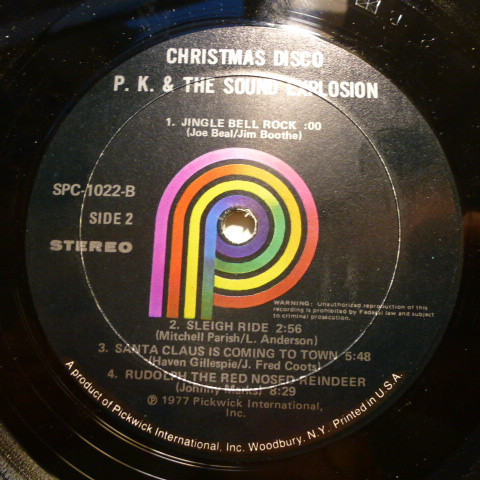 CHRISTMAS DISCO
P. K. & THE SOUND EXPLOSION
1. JINGLE BELL ROCK :00
(Joe Beal/Jim Boothe)
SPC-1022-B
SIDE 2
STEREO
WARNING: Unauthorized reproduction of this
recording is prohibited by Federal law and subject
to criminal prosecution.
2. SLEIGH RIDE 2:56
(Mitchell Parish/L. Anderson)
3. SANTA CLAUS IS COMING TO TOWN 5:48
(Haven Gillespie/J. Fred Coots)
4. RUDOLPH THE RED NOSED REINDEER
(Johnny Marks) 8:29
℗ 1977 Pickwick International,
Inc.
A product of Pickwick International, Inc. Woodbury, N.Y. Printed in U.S.A.